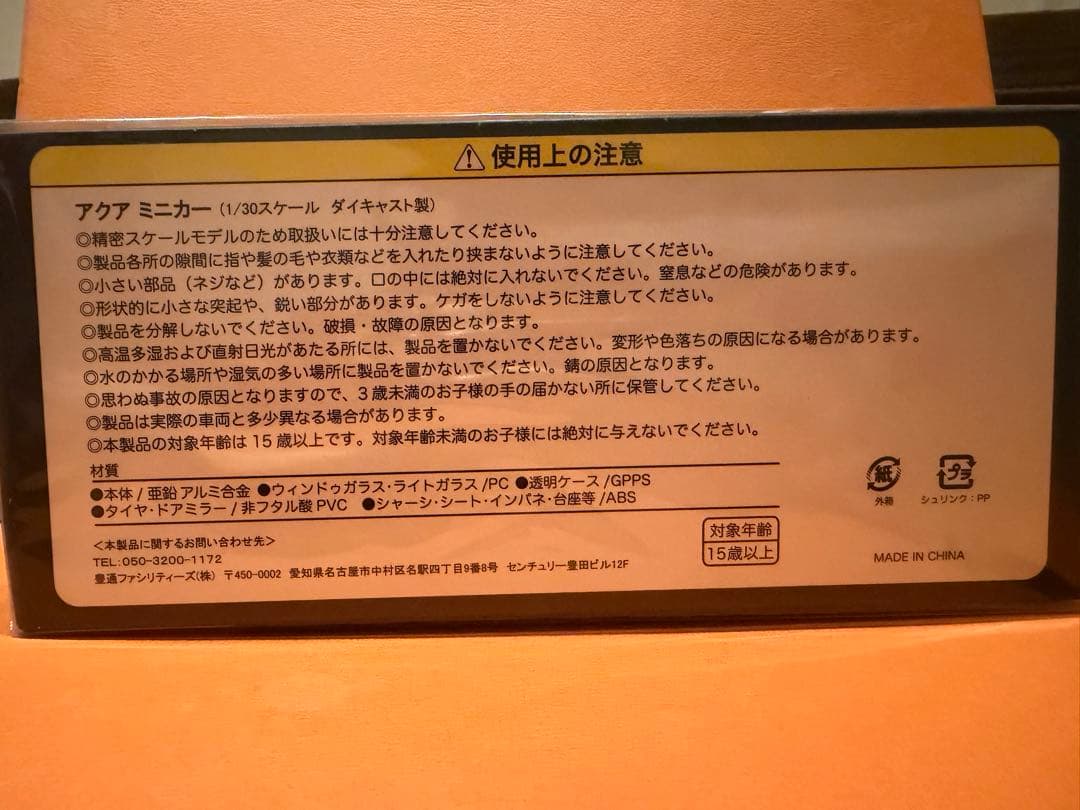 ⚠使用上の注意
アクア ミニカー（1/30スケール ダイキャスト製）
◎精密スケールモデルのため取扱いには十分注意してください。
◎製品各所の隙間に指や髪の毛や衣類などを入れたり挟まないように注意してください。
◎小さい部品（ネジなど）があります。口の中には絶対に入れないでください。窒息などの危険があります。
◎形状的に小さな突起や、鋭い部分があります。ケガをしないように注意してください。
◎製品を分解しないでください。破損・故障の原因となります。
◎高温多湿および直射日光があたる所には、製品を置かないでください。変形や色落ちの原因になる場合があります。
◎水のかかる場所や湿気の多い場所に製品を置かないでください。錆の原因となります。
◎思わぬ事故の原因となりますので、3歳未満のお子様の手の届かない所に保管してください。
◎製品は実際の車両と多少異なる場合があります。
◎本製品の対象年齢は15歳以上です。対象年齢未満のお子様には絶対に与えないでください。
材質
●本体/亜鉛 アルミ合金 ●ウィンドゥガラス・ライトガラス/PC ●透明ケース/GPPS
●タイヤ・ドアミラー/非フタル酸PVC ●シャーシ・シート・インパネ・台座等/ABS
紙
外箱
プラ
シュリンク：PP
＜本製品に関するお問い合わせ先＞
TEL:050-3200-1172
豊通ファシリティーズ(株) 〒450-0002 愛知県名古屋市中村区名駅四丁目9番8号 センチュリー豊田ビル12F
対象年齢
15歳以上
MADE IN CHINA